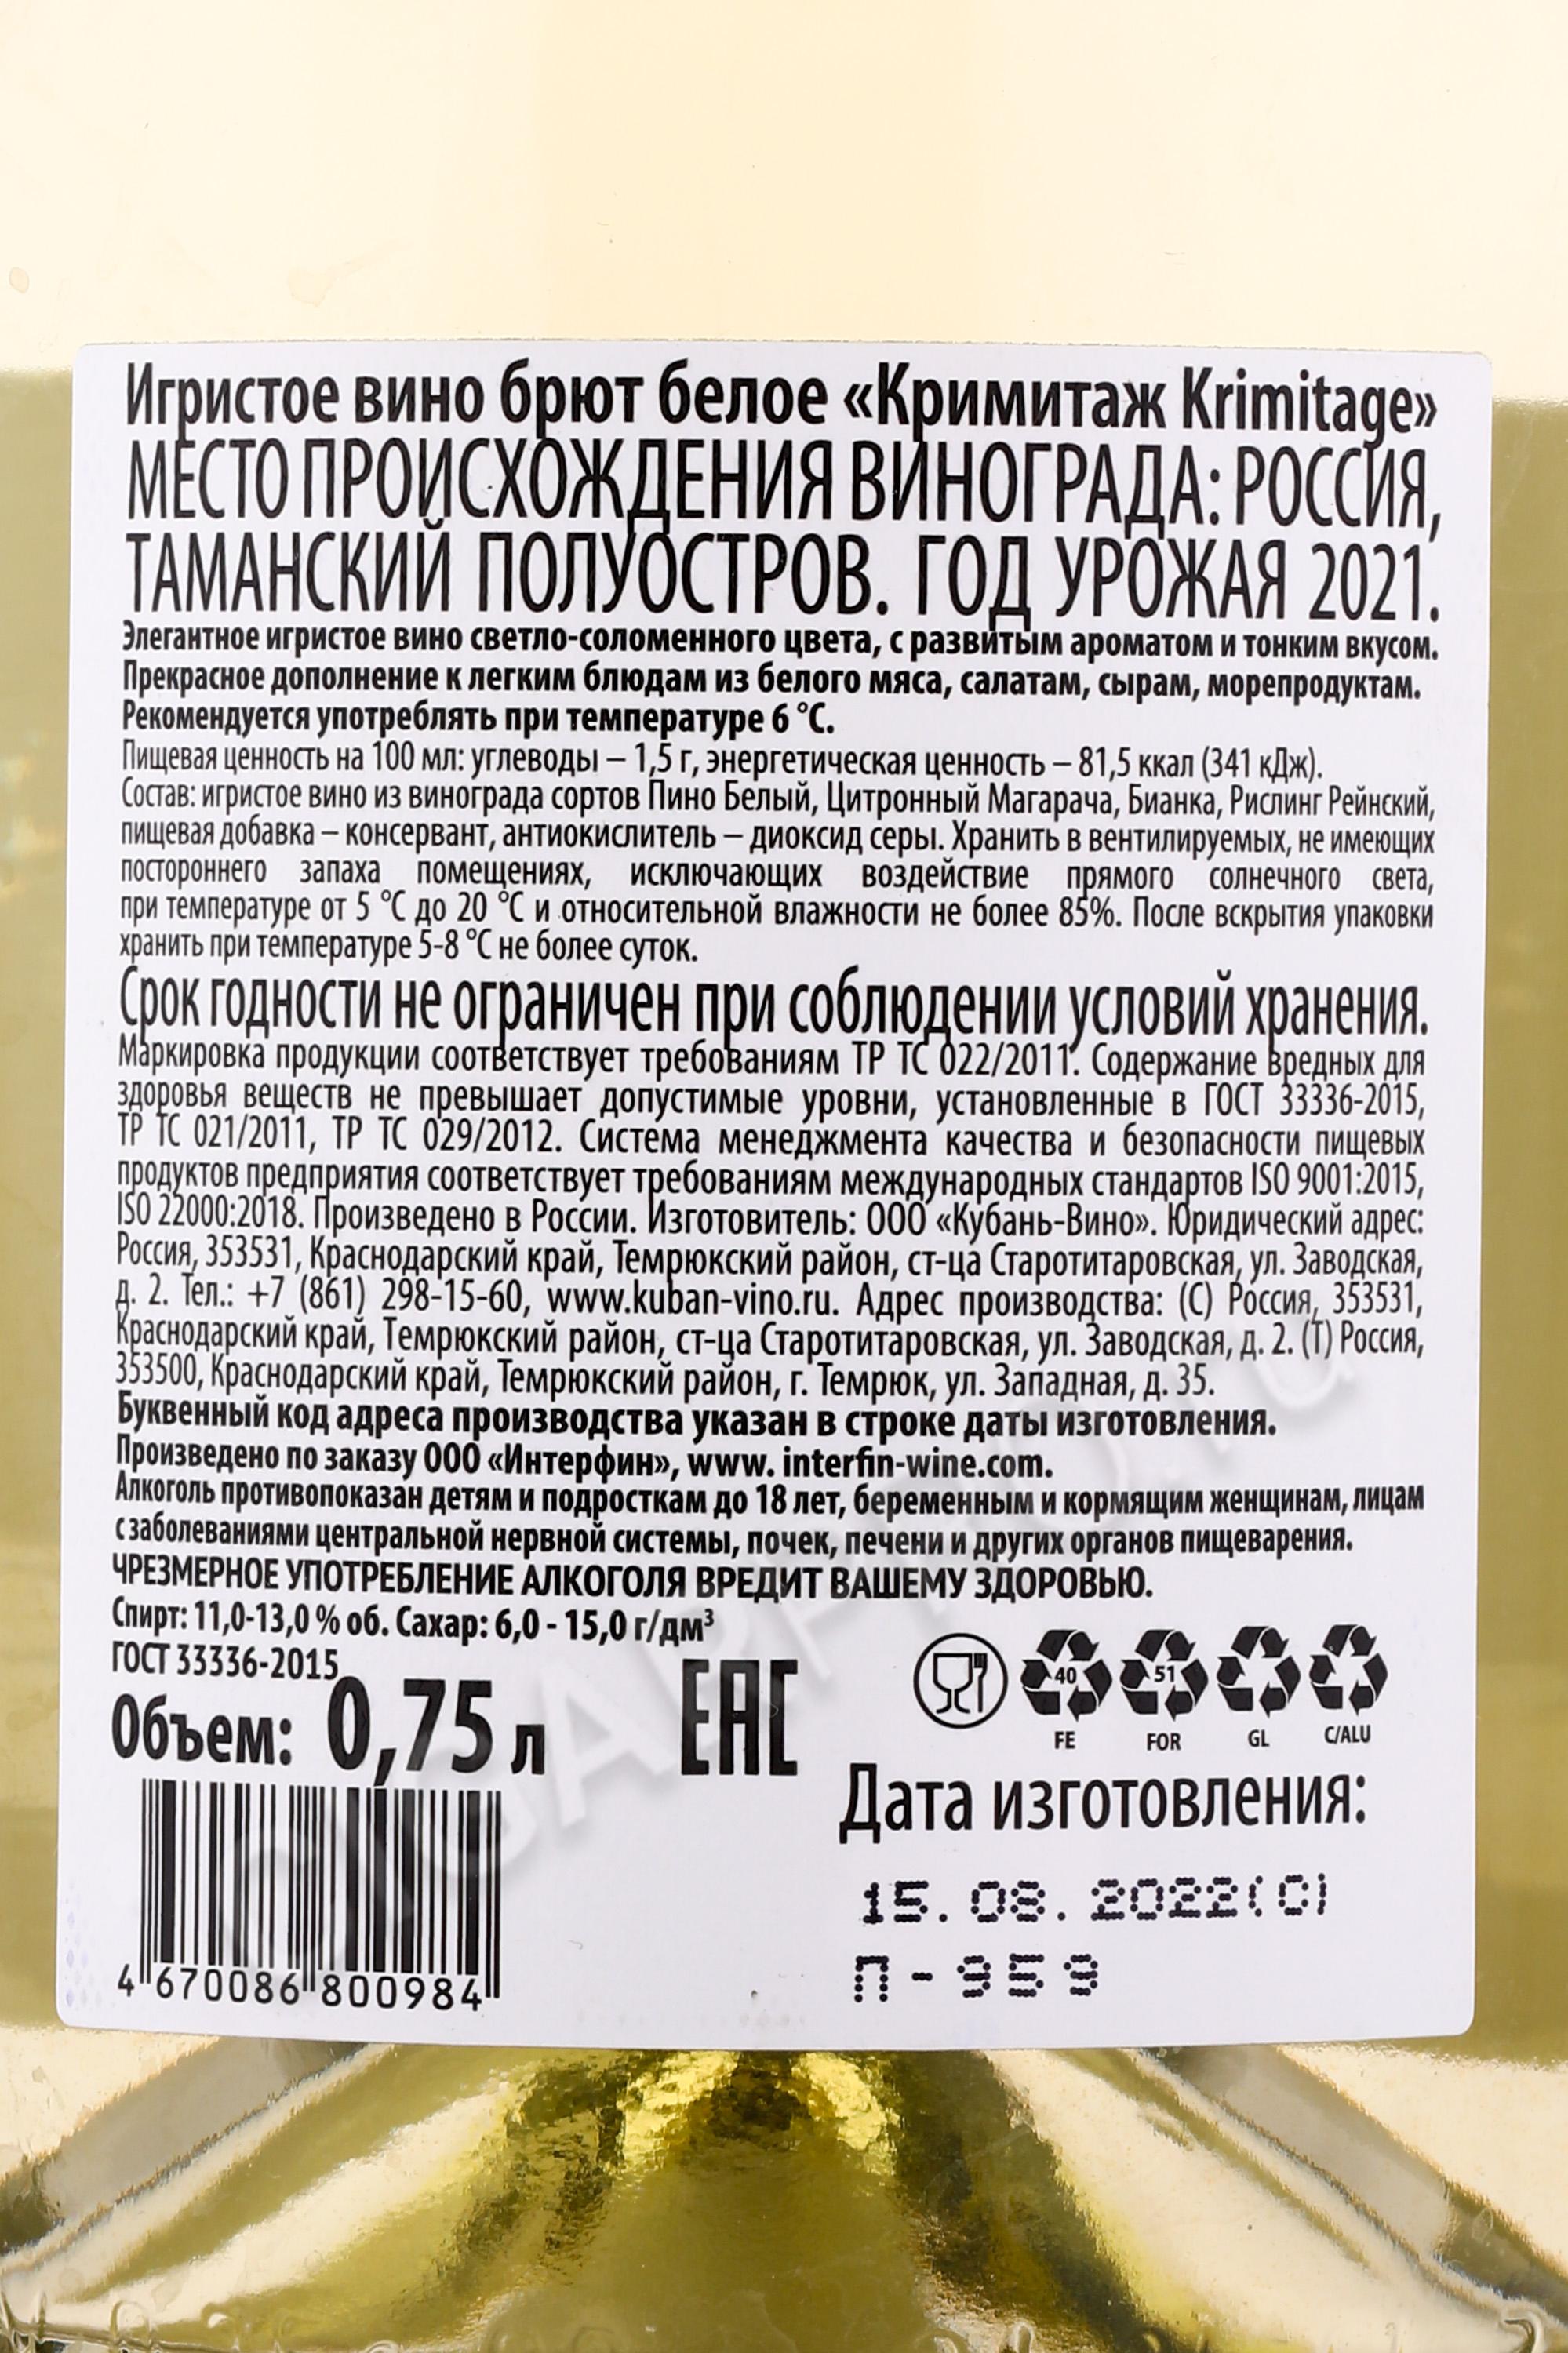 Игристое вино брют белое «Кримитаж Krimitage»
МЕСТО ПРОИСХОЖДЕНИЯ ВИНОГРАДА: РОССИЯ,
ТАМАНСКИЙ ПОЛУОСТРОВ. ГОД УРОЖАЯ 2021.
Элегантное игристое вино светло-соломенного цвета, с развитым ароматом и тонким вкусом.
Прекрасное дополнение к легким блюдам из белого мяса, салатам, сырам, морепродуктам.
Рекомендуется употреблять при температуре 6 °С.
Пищевая ценность на 100 мл: углеводы – 1,5 г, энергетическая ценность – 81,5 ккал (341 кДж).
Состав: игристое вино из винограда сортов Пино Белый, Цитронный Магарача, Бианка, Рислинг Рейнский,
пищевая добавка – консервант, антиокислитель – диоксид серы. Хранить в вентилируемых, не имеющих
постороннего запаха помещениях, исключающих воздействие прямого солнечного света,
при температуре от 5 °С до 20 °С и относительной влажности не более 85%. После вскрытия упаковки
хранить при температуре 5-8 °С не более суток.
Срок годности не ограничен при соблюдении условий хранения.
Маркировка продукции соответствует требованиям ТР ТС 022/2011. Содержание вредных для
здоровья веществ не превышает допустимые уровни, установленные в ГОСТ 33336-2015,
ТР ТС 021/2011, ТР ТС 029/2012. Система менеджмента качества и безопасности пищевых
продуктов предприятия соответствует требованиям международных стандартов ISO 9001:2015,
ISO 22000:2018. Произведено в России. Изготовитель: ООО «Кубань-Вино». Юридический адрес:
Россия, 353531, Краснодарский край, Темрюкский район, ст-ца Старотитаровская, ул. Заводская,
д. 2. Тел.: +7 (861) 298-15-60, www.kuban-vino.ru. Адрес производства: (С) Россия, 353531,
Краснодарский край, Темрюкский район, ст-ца Старотитаровская, ул. Заводская, д. 2. (Т) Россия,
353500, Краснодарский край, Темрюкский район, г. Темрюк, ул. Западная, д. 35.
Буквенный код адреса производства указан в строке даты изготовления.
Произведено по заказу ООО «Интерфин», www. interfin-wine.com.
Алкоголь противопоказан детям и подросткам до 18 лет, беременным и кормящим женщинам, лицам
с заболеваниями центральной нервной системы, почек, печени и других органов пищеварения.
ЧРЕЗМЕРНОЕ УПОТРЕБЛЕНИЕ АЛКОГОЛЯ ВРЕДИТ ВАШЕМУ ЗДОРОВЬЮ.
Спирт: 11,0-13,0 % об. Сахар: 6,0 - 15,0 г/дм³
ГОСТ 33336-2015
Объем: 0,75 л
ЕАС
40 51
FE FOR GL C/ALU
Дата изготовления:
15.08.2022(С)
П-959
4 670086 800984